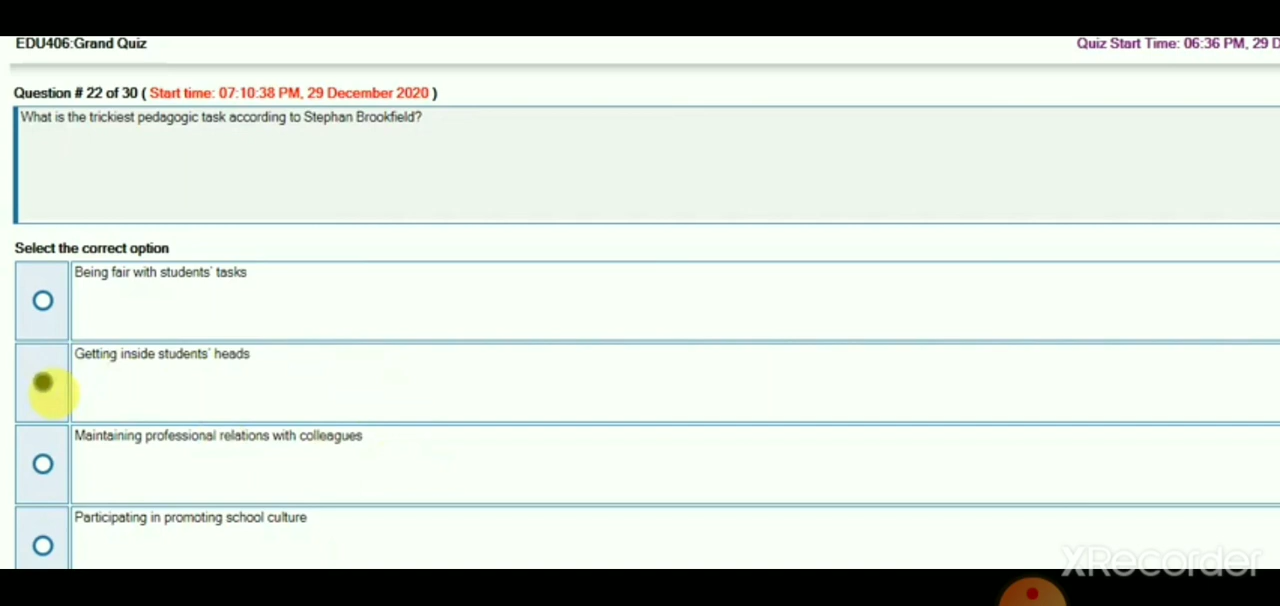 EDU406:Grand Quiz
Quiz Start Time: 06:36 PM, 29 D
Question # 22 of 30 ( Start time: 07:10:38 PM, 29 December 2020 )
What is the trickiest pedagogic task according to Stephan Brookfield?
Select the correct option
Being fair with students' tasks
Getting inside students' heads
Maintaining professional relations with colleagues
Participating in promoting school culture
XRecorder